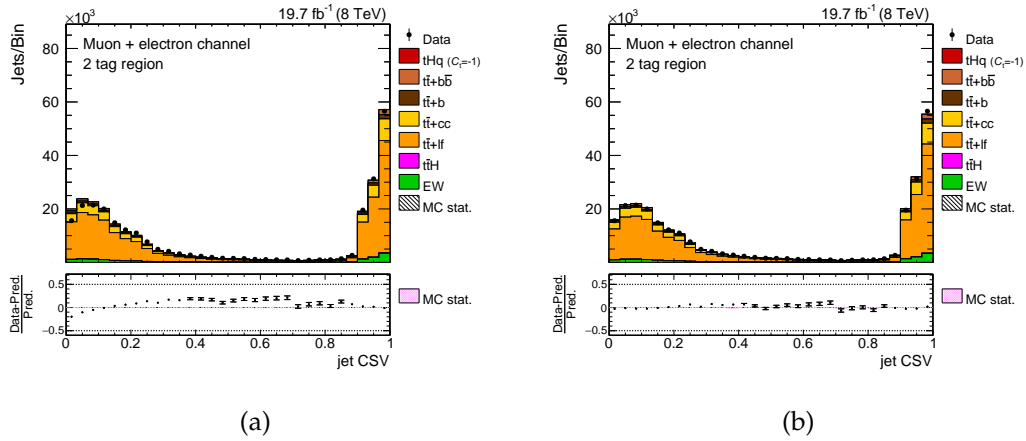 19.7 fb⁻¹ (8 TeV)
×10³
Jets/Bin
Muon + electron channel
2 tag region
80
60
40
20
Data
tHq (Cₜ=-1)
tt̄+bb̄
tt̄+b
tt̄+cc
tt̄+lf
tt̄H
EW
MC stat.
Data-Pred.
Pred.
0.5
0
−0.5
MC stat.
0 0.2 0.4 0.6 0.8 1
jet CSV
(a)
19.7 fb⁻¹ (8 TeV)
×10³
Jets/Bin
Muon + electron channel
2 tag region
80
60
40
20
Data
tHq (Cₜ=-1)
tt̄+bb̄
tt̄+b
tt̄+cc
tt̄+lf
tt̄H
EW
MC stat.
Data-Pred.
Pred.
0.5
0
−0.5
MC stat.
0 0.2 0.4 0.6 0.8 1
jet CSV
(b)